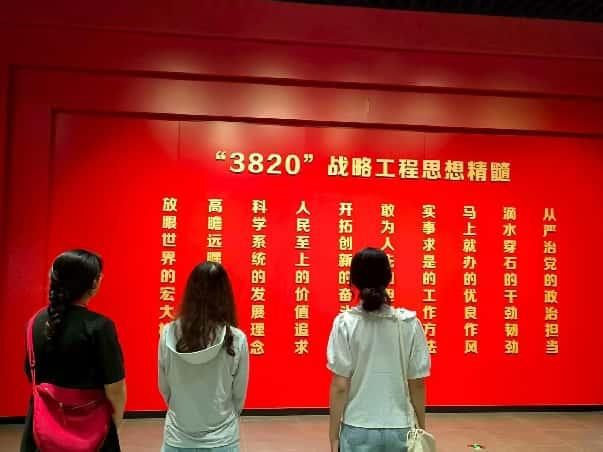 “3820”战略工程思想精髓
放眼世界的宏大
高瞻远瞩
科学系统的发展理念
人民至上的价值追求
开拓创新的奋
敢为人先
实事求是的工作方法
马上就办的优良作风
滴水穿石的干劲韧劲
从严治党的政治担当